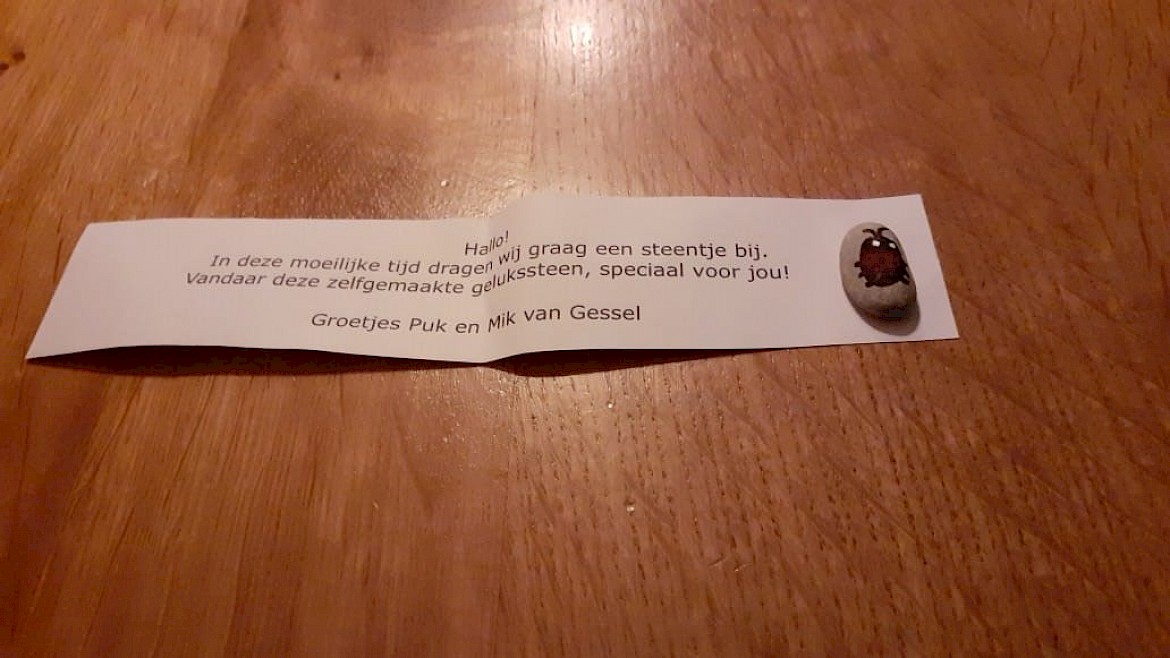 Hallo!
In deze moeilijke tijd dragen wij graag een steentje bij.
Vandaar deze zelfgemaakte gelukssteen, speciaal voor jou!
Groetjes Puk en Mik van Gessel